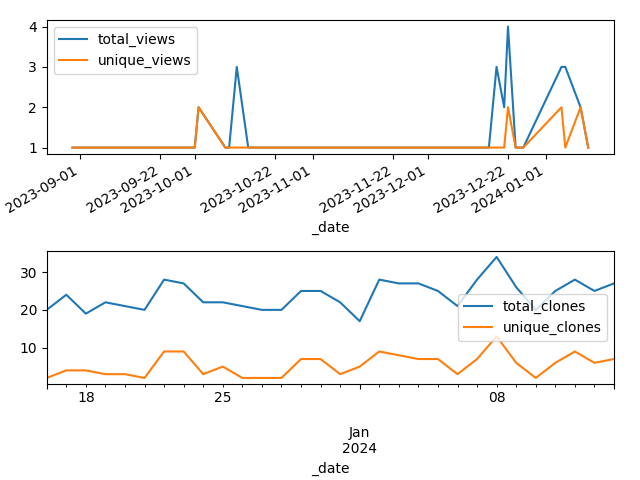 4
3
2
1
total_views
unique_views
2023-09-01
2023-09-22
2023-10-01
2023-10-22
2023-11-01
2023-11-22
2023-12-01
2023-12-22
2024-01-01
_date
30
20
10
total_clones
unique_clones
18
25
08
Jan
2024
_date